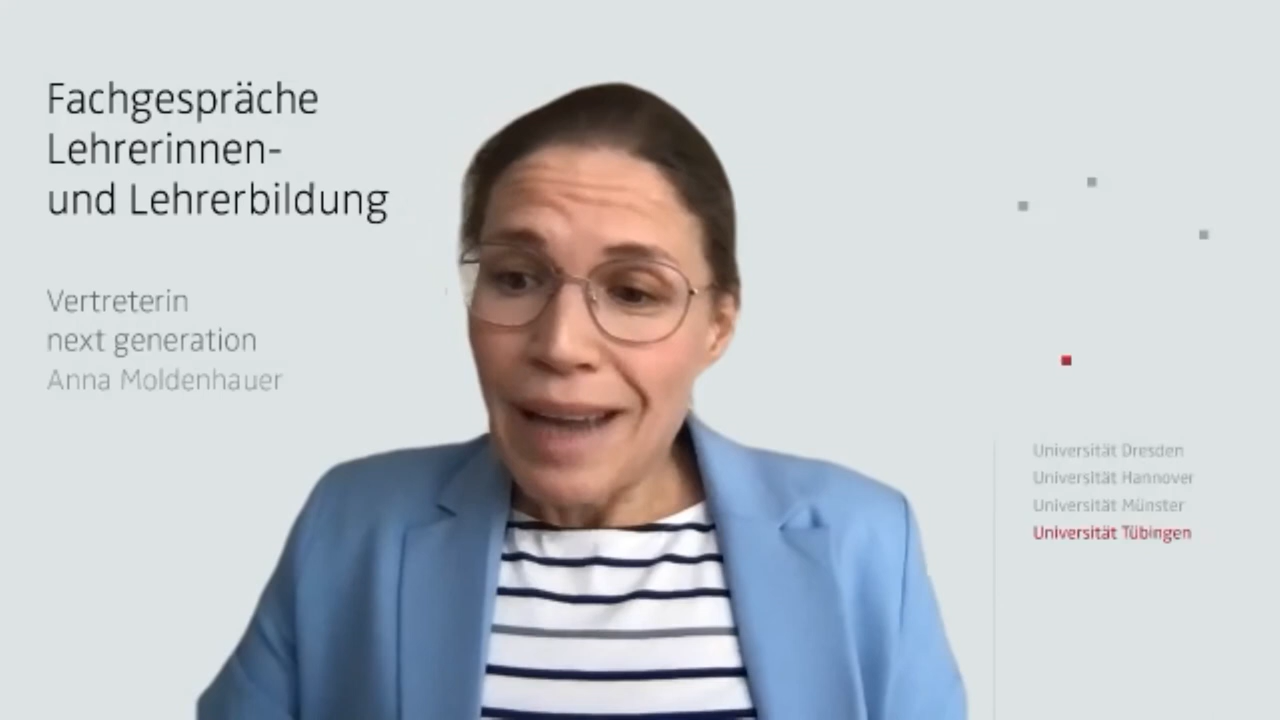 Fachgespräche
Lehrerinnen-
und Lehrerbildung
Vertreterin
next generation
Anna Moldenhauer
Universität Dresden
Universität Hannover
Universität Münster
Universität Tübingen